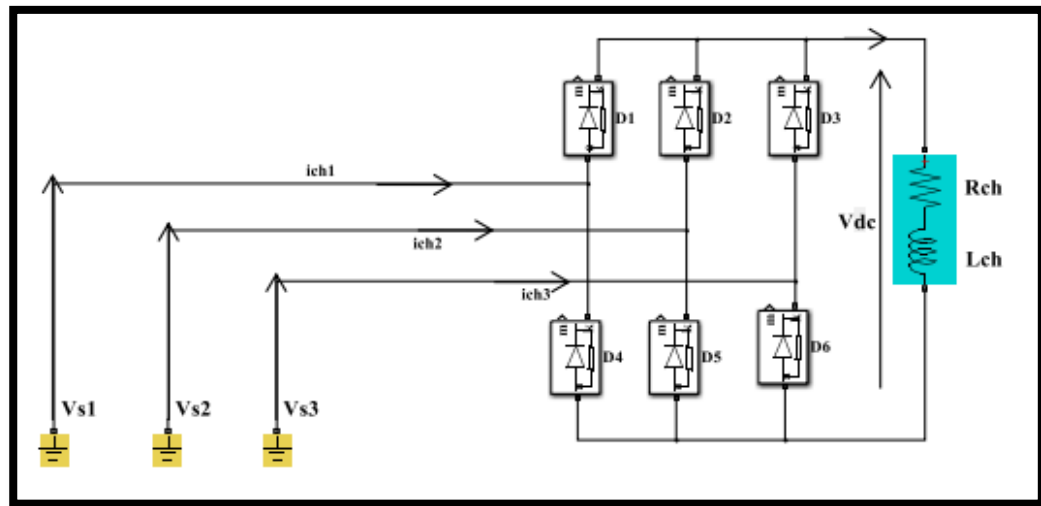 D1
D2
D3
ich1
ich2
ich3
Vdc
Rch
Lch
D4
D5
D6
Vs1
Vs2
Vs3
m
m
m
m
m
m